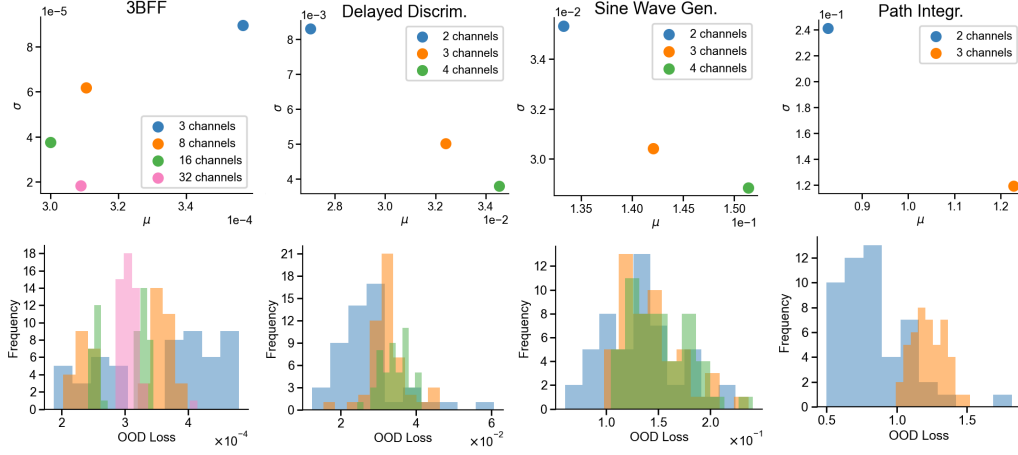 3BFF
1e−5
8
6
4
2
σ
3 channels
8 channels
16 channels
32 channels
3.0
3.2
3.4
μ
1e−4
Delayed Discrim.
1e−3
8
7
6
5
4
σ
2 channels
3 channels
4 channels
2.8
3.0
3.2
3.4
μ
1e−2
Sine Wave Gen.
1e−2
3.4
3.2
3.0
σ
2 channels
3 channels
4 channels
1.35
1.40
1.45
1.50
μ
1e−1
Path Integr.
1e−1
2.4
2.2
2.0
1.8
1.6
1.4
1.2
σ
2 channels
3 channels
0.9
1.0
1.1
1.2
μ
18
16
14
12
10
8
6
4
2
0
Frequency
2
3
4
OOD Loss
×10⁻⁴
21
18
15
12
9
6
3
0
Frequency
2
4
6
OOD Loss
×10⁻²
12
10
8
6
4
2
0
Frequency
1.0
1.5
2.0
OOD Loss
×10⁻¹
12
10
8
6
4
2
0
Frequency
0.5
1.0
1.5
OOD Loss